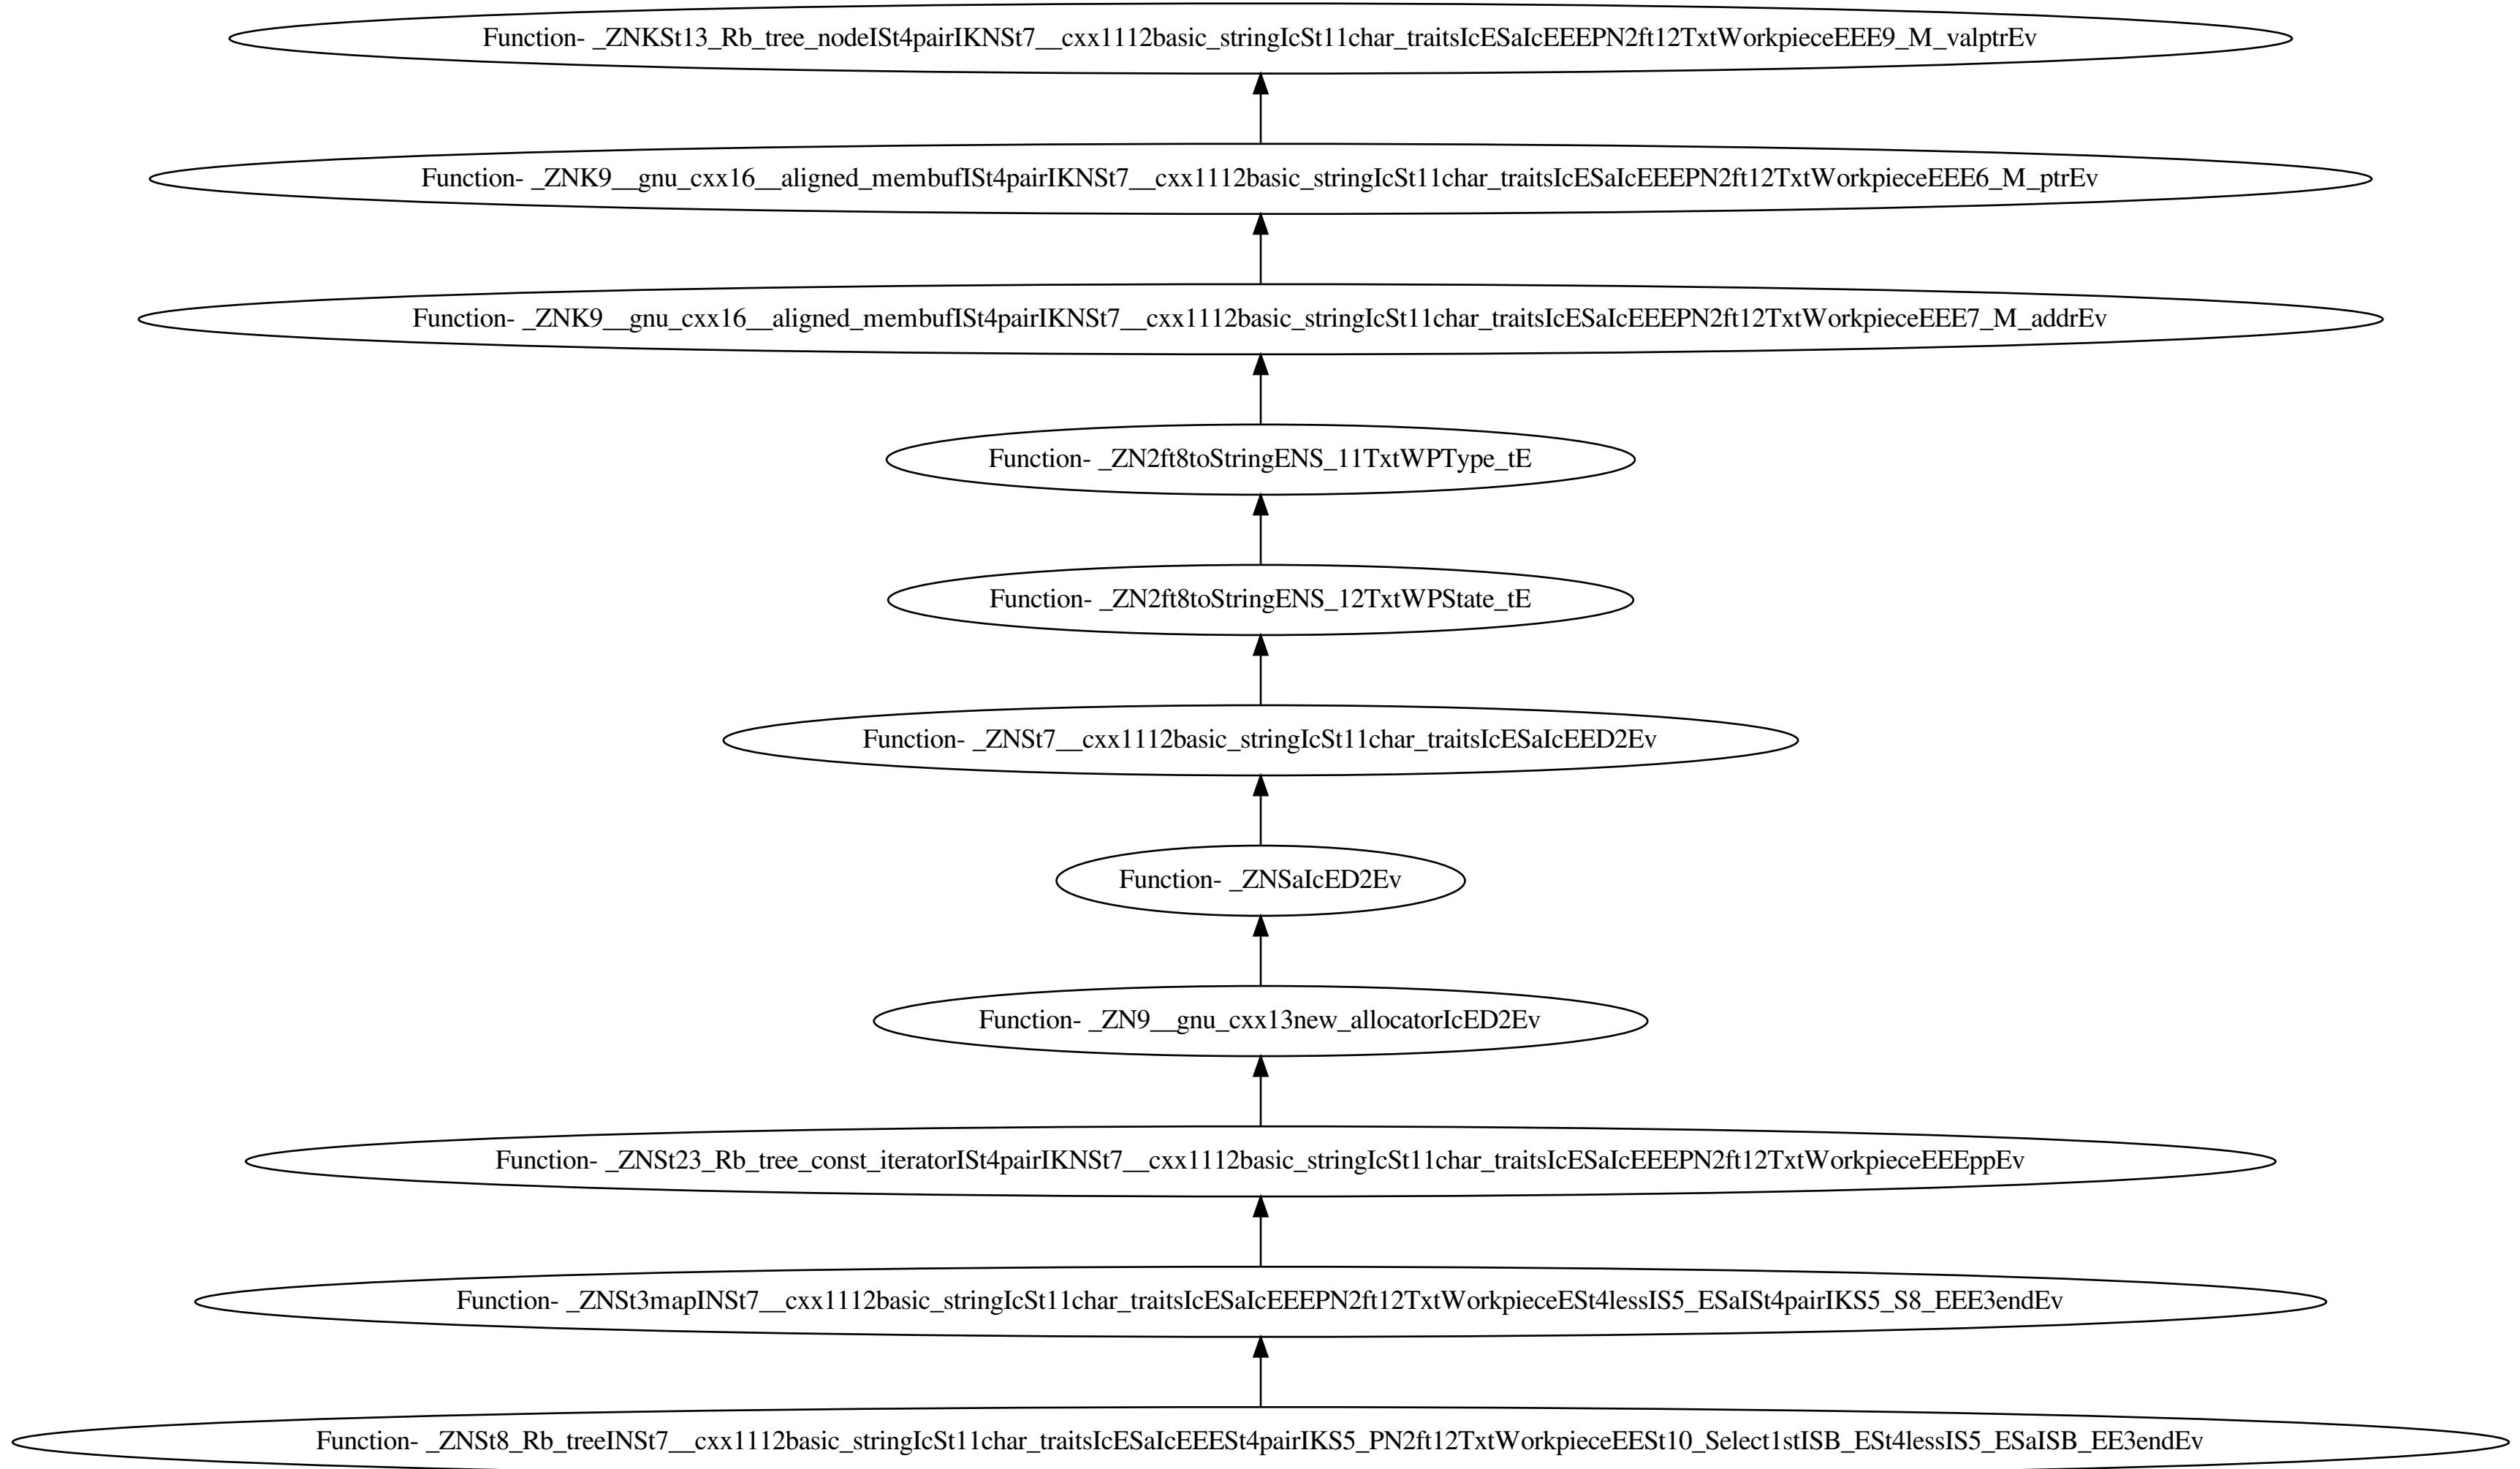 Function- _ZNKSt13_Rb_tree_nodeISt4pairIKNSt7__cxx1112basic_stringIcSt11char_traitsIcESaIcEEEPN2ft12TxtWorkpieceEEE9_M_valptrEv
Function- _ZNK9__gnu_cxx16__aligned_membufISt4pairIKNSt7__cxx1112basic_stringIcSt11char_traitsIcESaIcEEEPN2ft12TxtWorkpieceEEE6_M_ptrEv
Function- _ZNK9__gnu_cxx16__aligned_membufISt4pairIKNSt7__cxx1112basic_stringIcSt11char_traitsIcESaIcEEEPN2ft12TxtWorkpieceEEE7_M_addrEv
Function- _ZN2ft8toStringENS_11TxtWPType_tE
Function- _ZN2ft8toStringENS_12TxtWPState_tE
Function- _ZNSt7__cxx1112basic_stringIcSt11char_traitsIcESaIcEED2Ev
Function- _ZNSaIcED2Ev
Function- _ZN9__gnu_cxx13new_allocatorIcED2Ev
Function- _ZNSt23_Rb_tree_const_iteratorISt4pairIKNSt7__cxx1112basic_stringIcSt11char_traitsIcESaIcEEEPN2ft12TxtWorkpieceEEEppEv
Function- _ZNSt3mapINSt7__cxx1112basic_stringIcSt11char_traitsIcESaIcEEEPN2ft12TxtWorkpieceESt4lessIS5_ESaISt4pairIKS5_S8_EEE3endEv
Function- _ZNSt8_Rb_treeINSt7__cxx1112basic_stringIcSt11char_traitsIcESaIcEEESt4pairIKS5_PN2ft12TxtWorkpieceEESt10_Select1stISB_ESt4lessIS5_ESaISB_EE3endEv